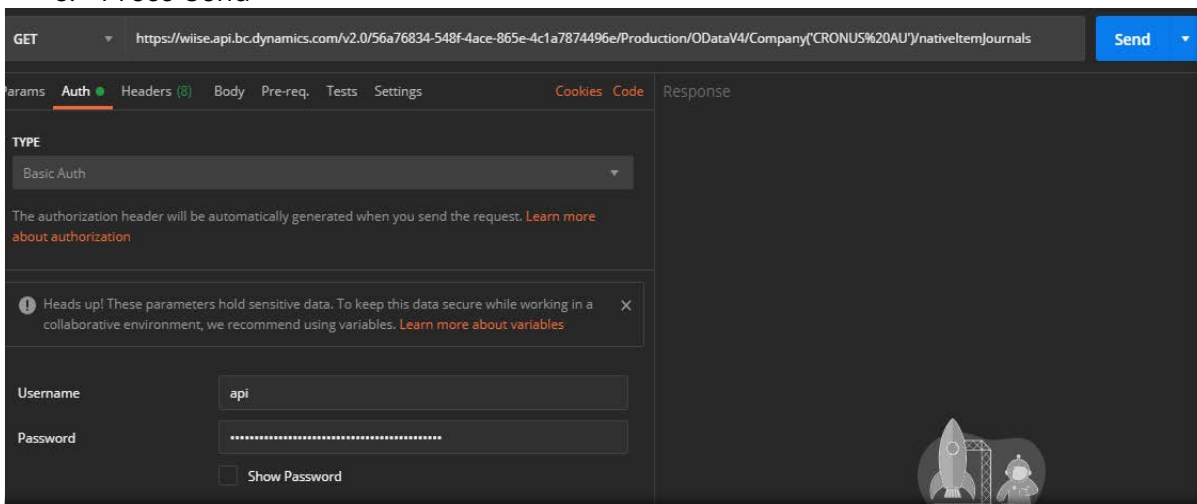 GET https://wiise.api.bc.dynamics.com/v2.0/56a76834-548f-4ace-865e-4c1a7874496e/Production/ODataV4/Company('CRONUS%20AU')/nativeItemJournals Send
Params Auth Headers (8) Body Pre-req. Tests Settings Cookies Code Response
TYPE
Basic Auth
The authorization header will be automatically generated when you send the request. Learn more
about authorization
Heads up! These parameters hold sensitive data. To keep this data secure while working in a
collaborative environment, we recommend using variables. Learn more about variables
Username api
Password ••••••••••••••••••••••••••••••••••••••••••••
Show Password